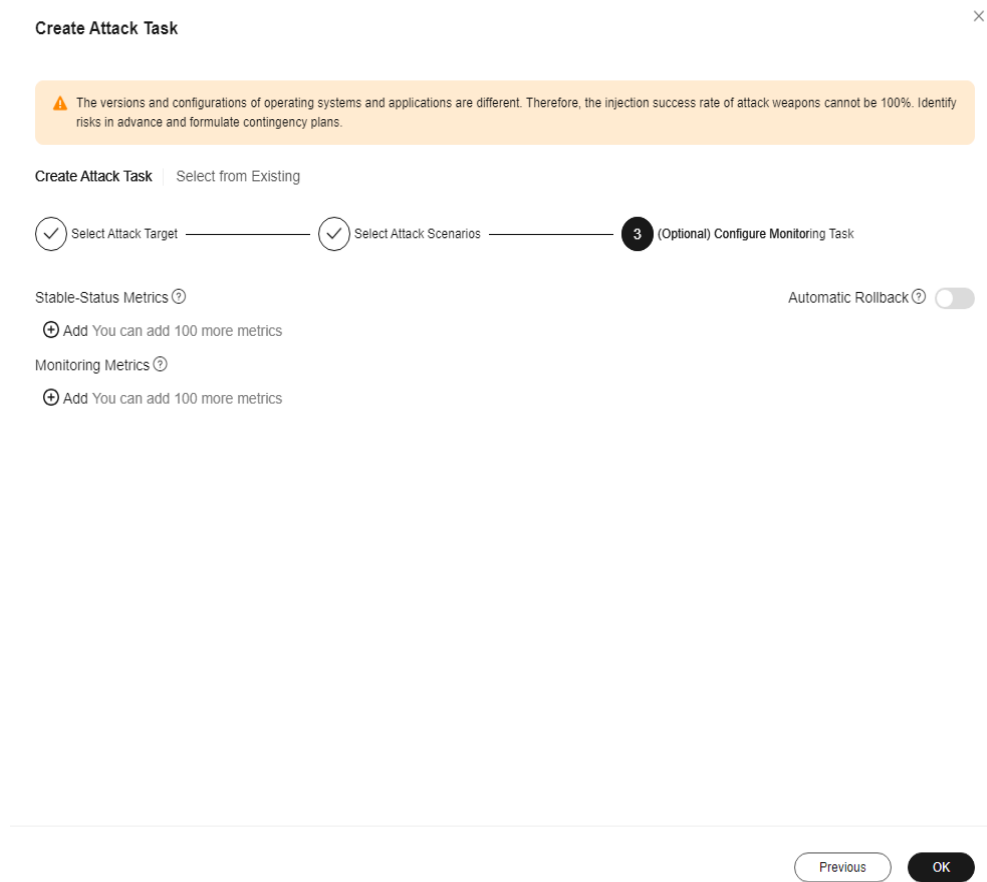 Create Attack Task
The versions and configurations of operating systems and applications are different. Therefore, the injection success rate of attack weapons cannot be 100%. Identify
risks in advance and formulate contingency plans.
Create Attack Task Select from Existing
Select Attack Target Select Attack Scenarios 3 (Optional) Configure Monitoring Task
Stable-Status Metrics ? Automatic Rollback ?
Add You can add 100 more metrics
Monitoring Metrics ?
Add You can add 100 more metrics
Previous OK